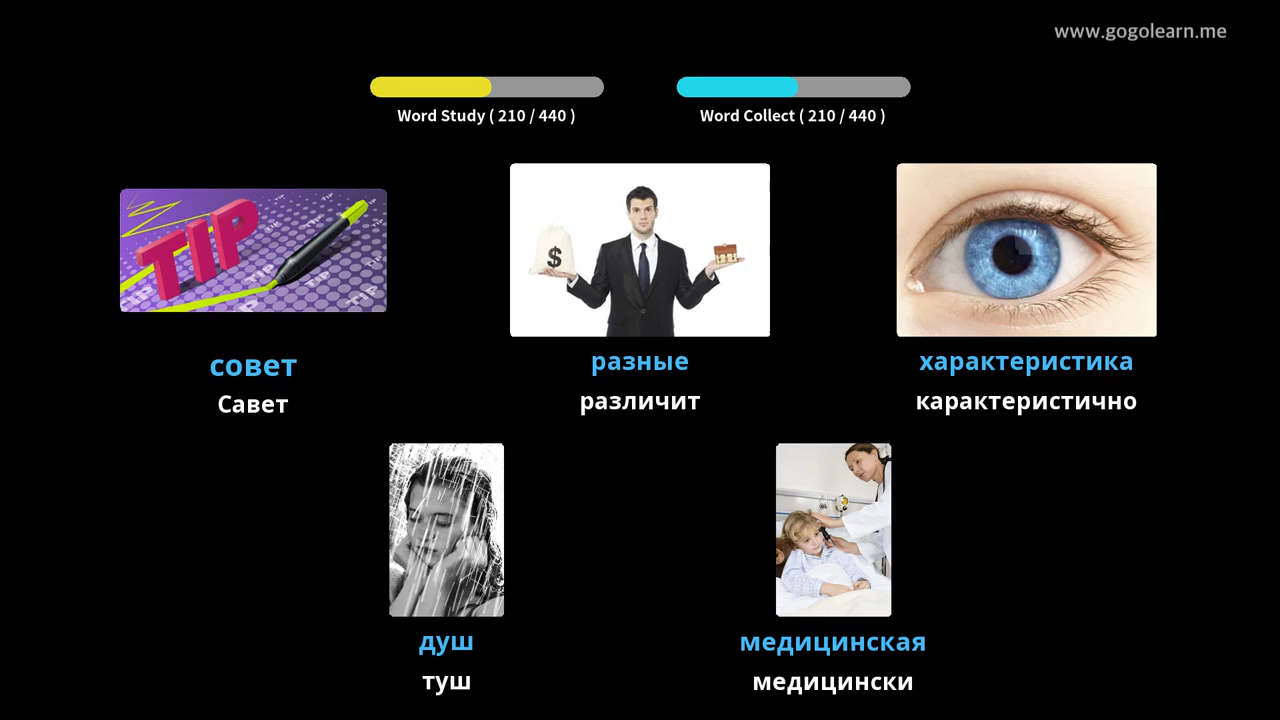 www.gogolearn.me
Word Study ( 210 / 440 )
Word Collect ( 210 / 440 )
TIP
$
совет
Савет
разные
различит
характеристика
карактеристично
душ
туш
медицинская
медицински